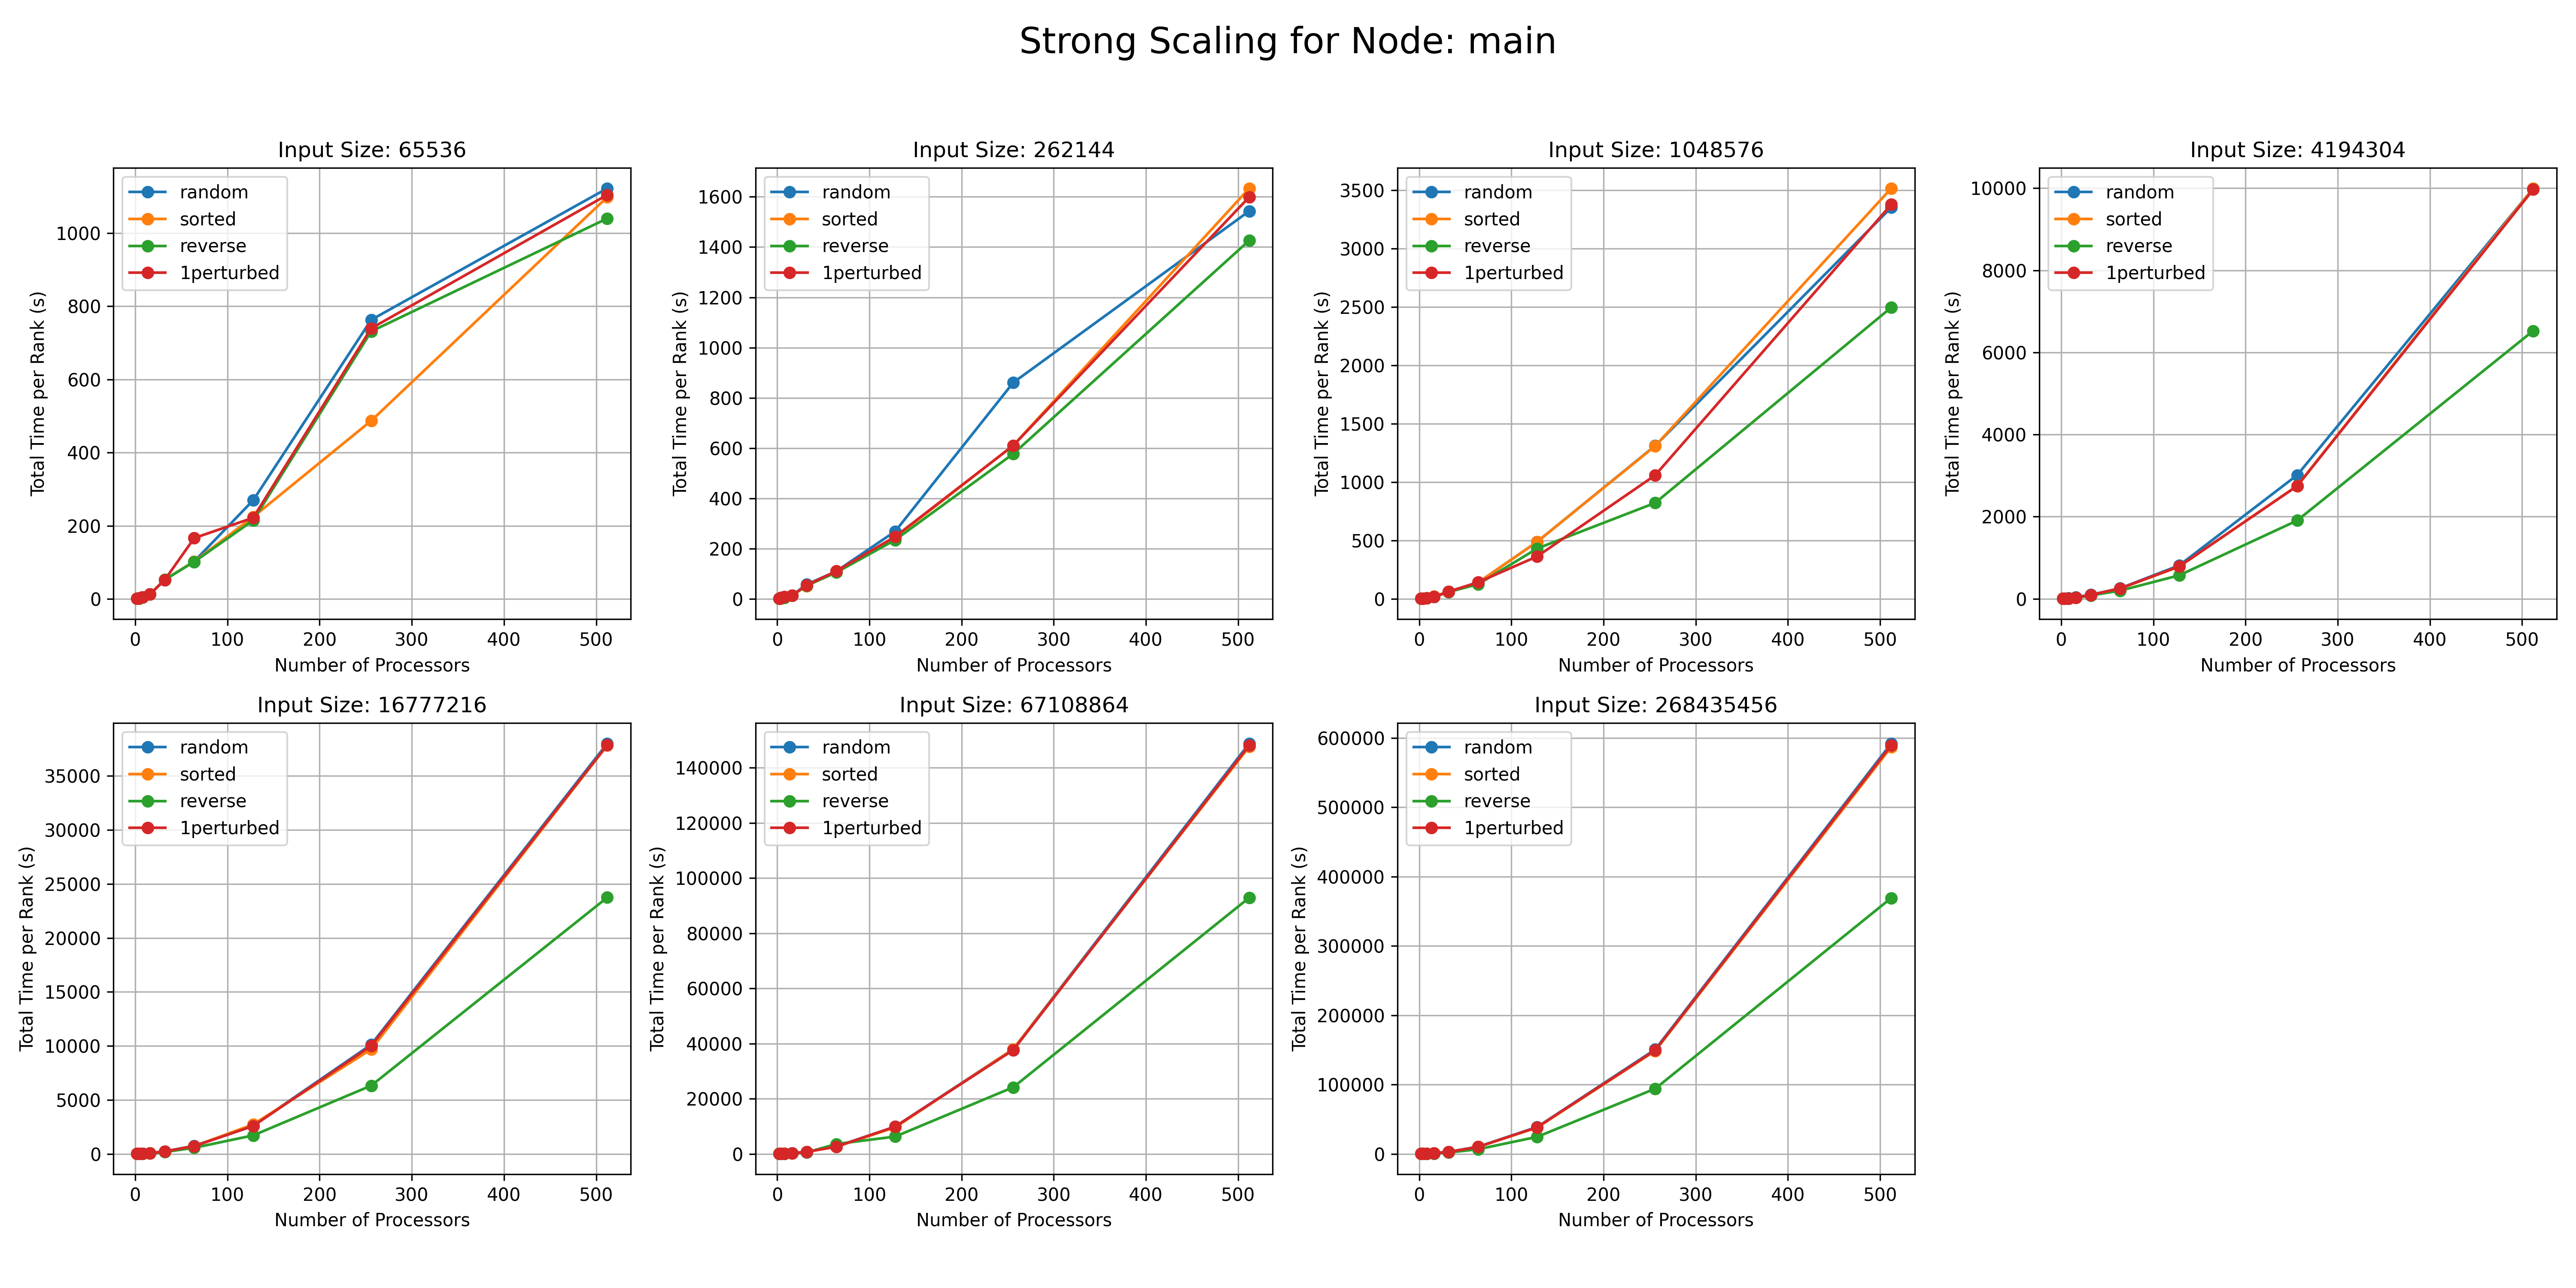 Strong Scaling for Node: main
Input Size: 65536
random
sorted
reverse
1perturbed
Total Time per Rank (s)
1000
800
600
400
200
0
0 100 200 300 400 500
Number of Processors
Input Size: 262144
random
sorted
reverse
1perturbed
Total Time per Rank (s)
1600
1400
1200
1000
800
600
400
200
0
0 100 200 300 400 500
Number of Processors
Input Size: 1048576
random
sorted
reverse
1perturbed
Total Time per Rank (s)
3500
3000
2500
2000
1500
1000
500
0
0 100 200 300 400 500
Number of Processors
Input Size: 4194304
random
sorted
reverse
1perturbed
Total Time per Rank (s)
10000
8000
6000
4000
2000
0
0 100 200 300 400 500
Number of Processors
Input Size: 16777216
random
sorted
reverse
1perturbed
Total Time per Rank (s)
35000
30000
25000
20000
15000
10000
5000
0
0 100 200 300 400 500
Number of Processors
Input Size: 67108864
random
sorted
reverse
1perturbed
Total Time per Rank (s)
140000
120000
100000
80000
60000
40000
20000
0
0 100 200 300 400 500
Number of Processors
Input Size: 268435456
random
sorted
reverse
1perturbed
Total Time per Rank (s)
600000
500000
400000
300000
200000
100000
0
0 100 200 300 400 500
Number of Processors